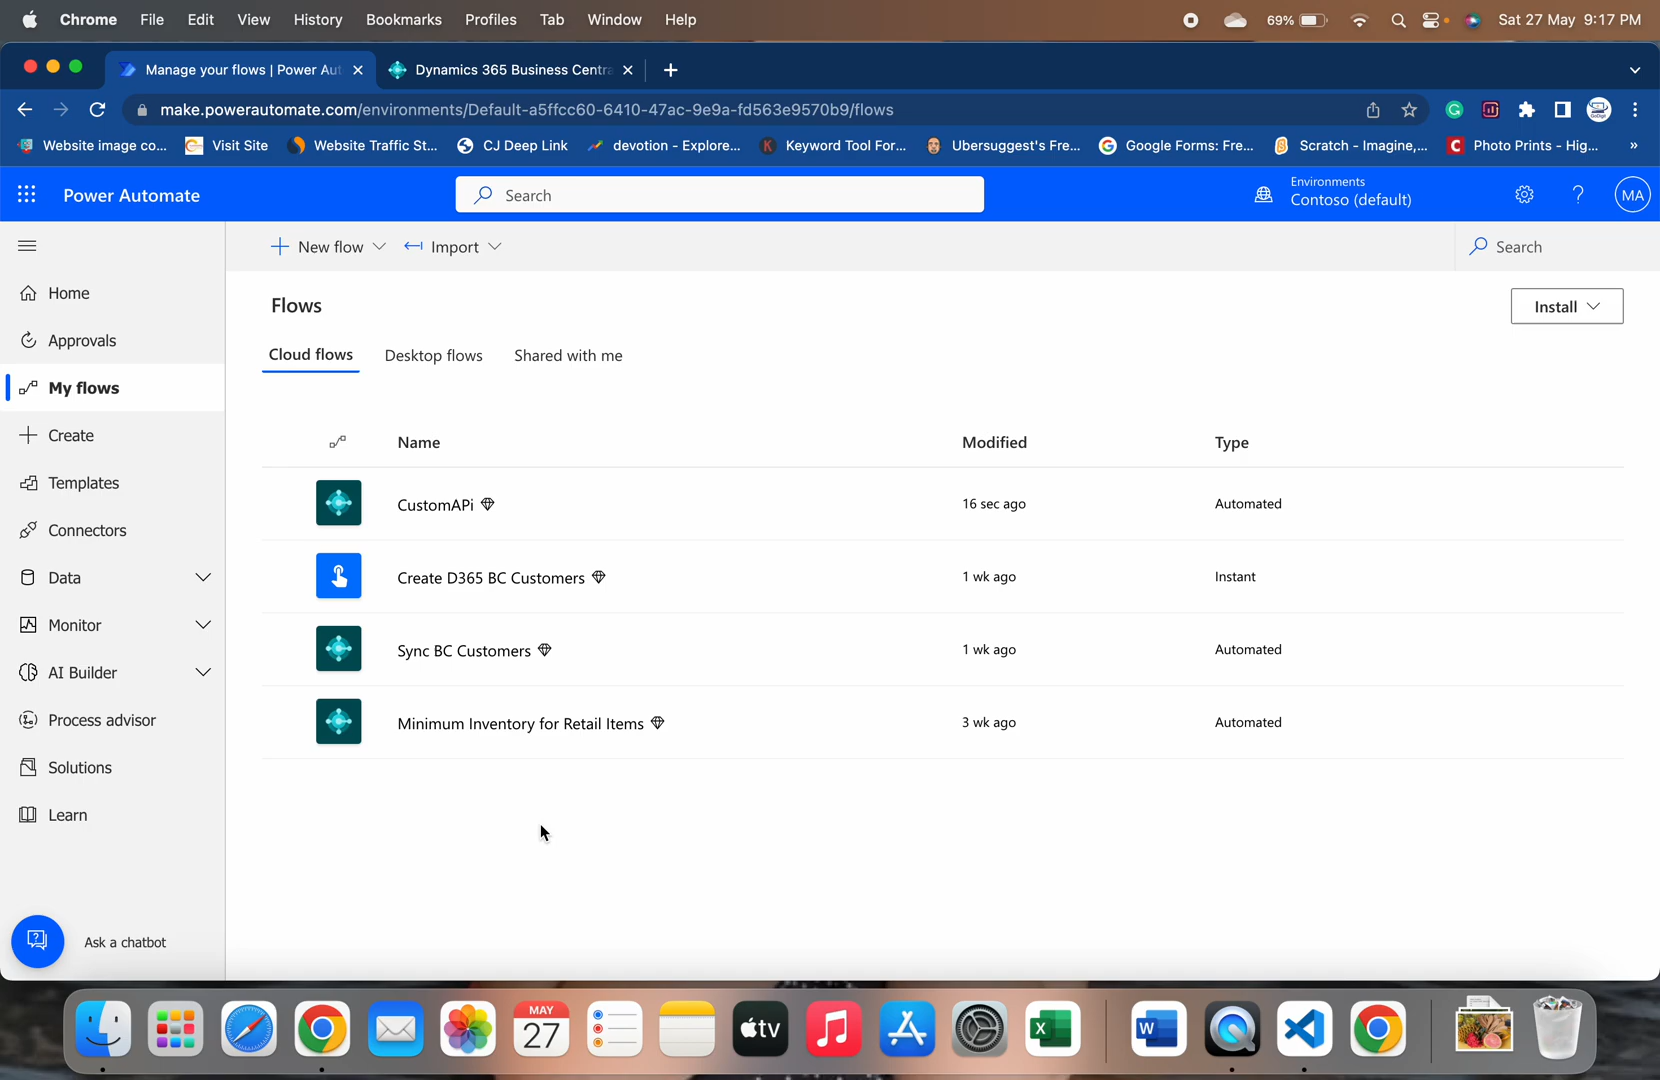 Chrome File Edit View History Bookmarks Profiles Tab Window Help 69% Sat 27 May 9:17 PM
Manage your flows | Power Aut Dynamics 365 Business Centra
make.powerautomate.com/environments/Default-a5ffcc60-6410-47ac-9e9a-fd563e9570b9/flows
Website image co... Visit Site Website Traffic St... CJ Deep Link devotion - Explore... Keyword Tool For... Ubersuggest's Fre... Google Forms: Fre... Scratch - Imagine,... Photo Prints - Hig... »
Power Automate Search Environments
Contoso (default) ? MA
New flow Import Search
Home
Approvals
My flows
Create
Templates
Connectors
Data
Monitor
AI Builder
Process advisor
Solutions
Learn
Ask a chatbot
Flows Install
Cloud flows Desktop flows Shared with me
Name Modified Type
CustomAPi 16 sec ago Automated
Create D365 BC Customers 1 wk ago Instant
Sync BC Customers 1 wk ago Automated
Minimum Inventory for Retail Items 3 wk ago Automated
MAY
27
tv
X
W